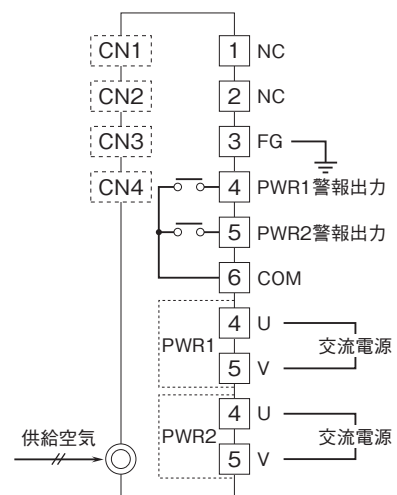 CN1
1 NC
CN2
2 NC
CN3
3 FG
CN4
4 PWR1警報出力
5 PWR2警報出力
6 COM
PWR1
4 U
交流電源
5 V
PWR2
4 U
交流電源
5 V
供給空気